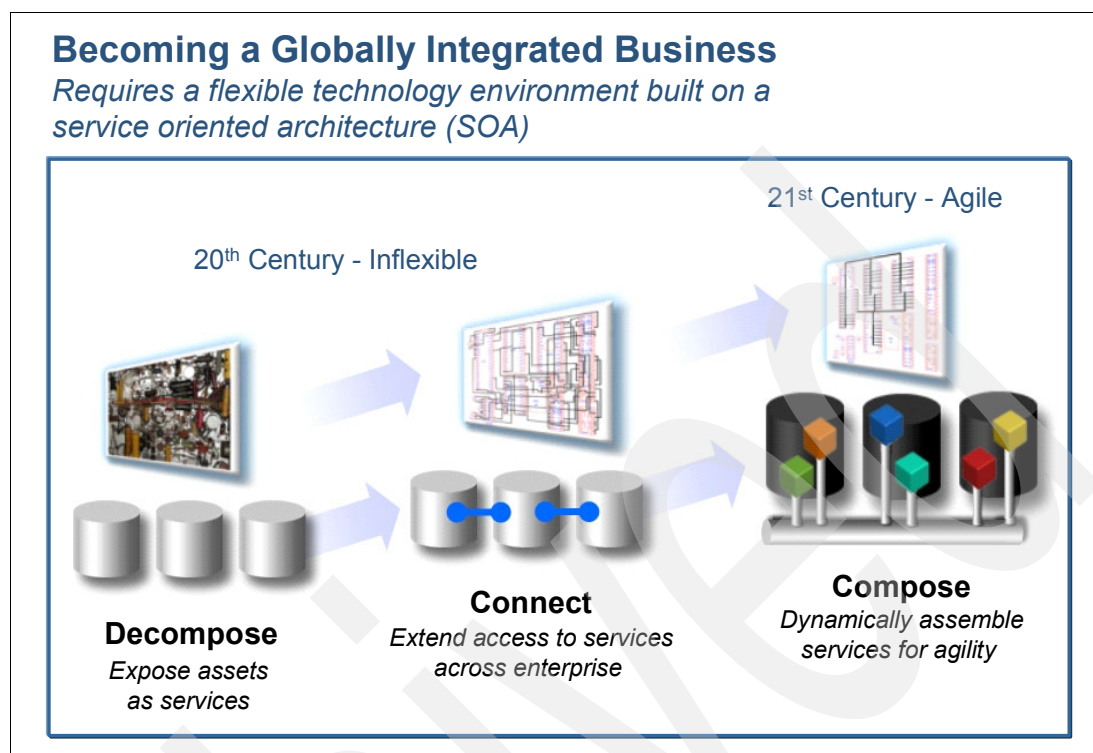 Becoming a Globally Integrated Business
Requires a flexible technology environment built on a
service oriented architecture (SOA)
21st Century - Agile
20th Century - Inflexible
Decompose
Expose assets
as services
Connect
Extend access to services
across enterprise
Compose
Dynamically assemble
services for agility